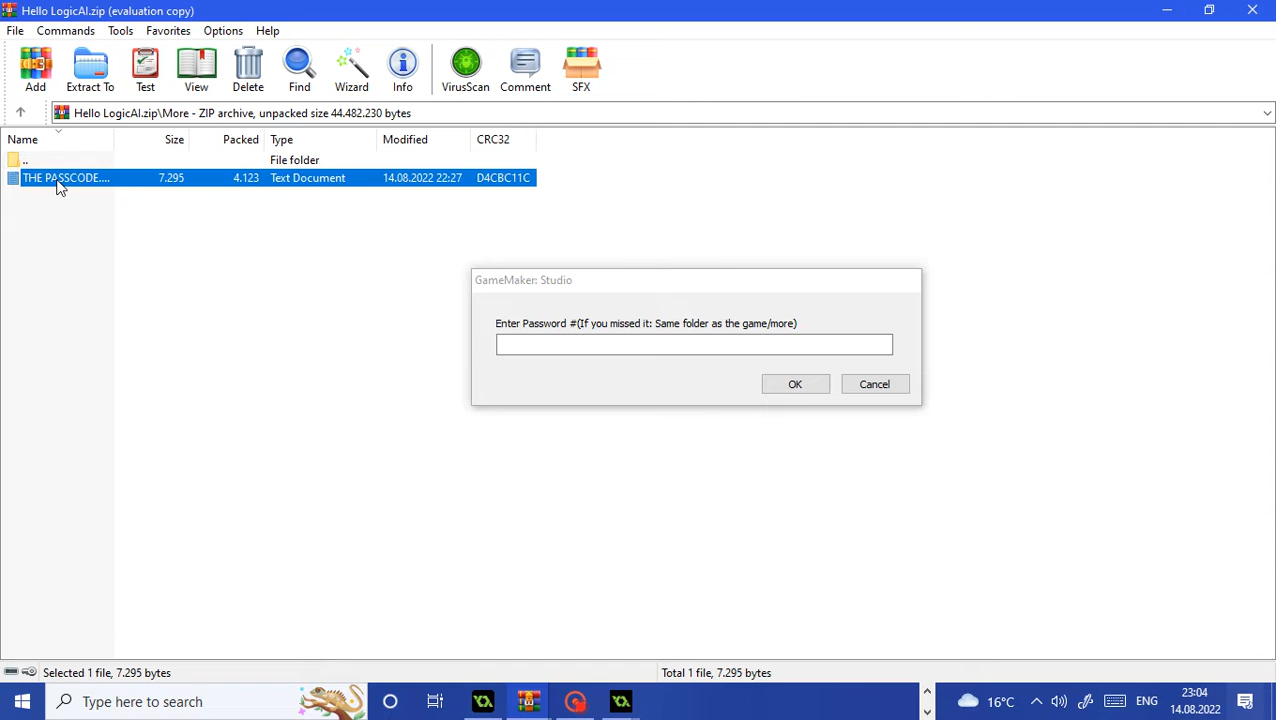 Hello LogicAI.zip (evaluation copy)
File Commands Tools Favorites Options Help
Add Extract To Test View Delete Find Wizard Info VirusScan Comment SFX
Hello LogicAI.zip\More - ZIP archive, unpacked size 44.482.230 bytes
Name Size Packed Type Modified CRC32
.. File folder
THE PASSCODE.... 7.295 4.123 Text Document 14.08.2022 22:27 D4CBC11C
GameMaker: Studio
Enter Password #(If you missed it: Same folder as the game/more)
OK Cancel
Selected 1 file, 7.295 bytes Total 1 file, 7.295 bytes
Type here to search 16°C ENG 23:04
14.08.2022